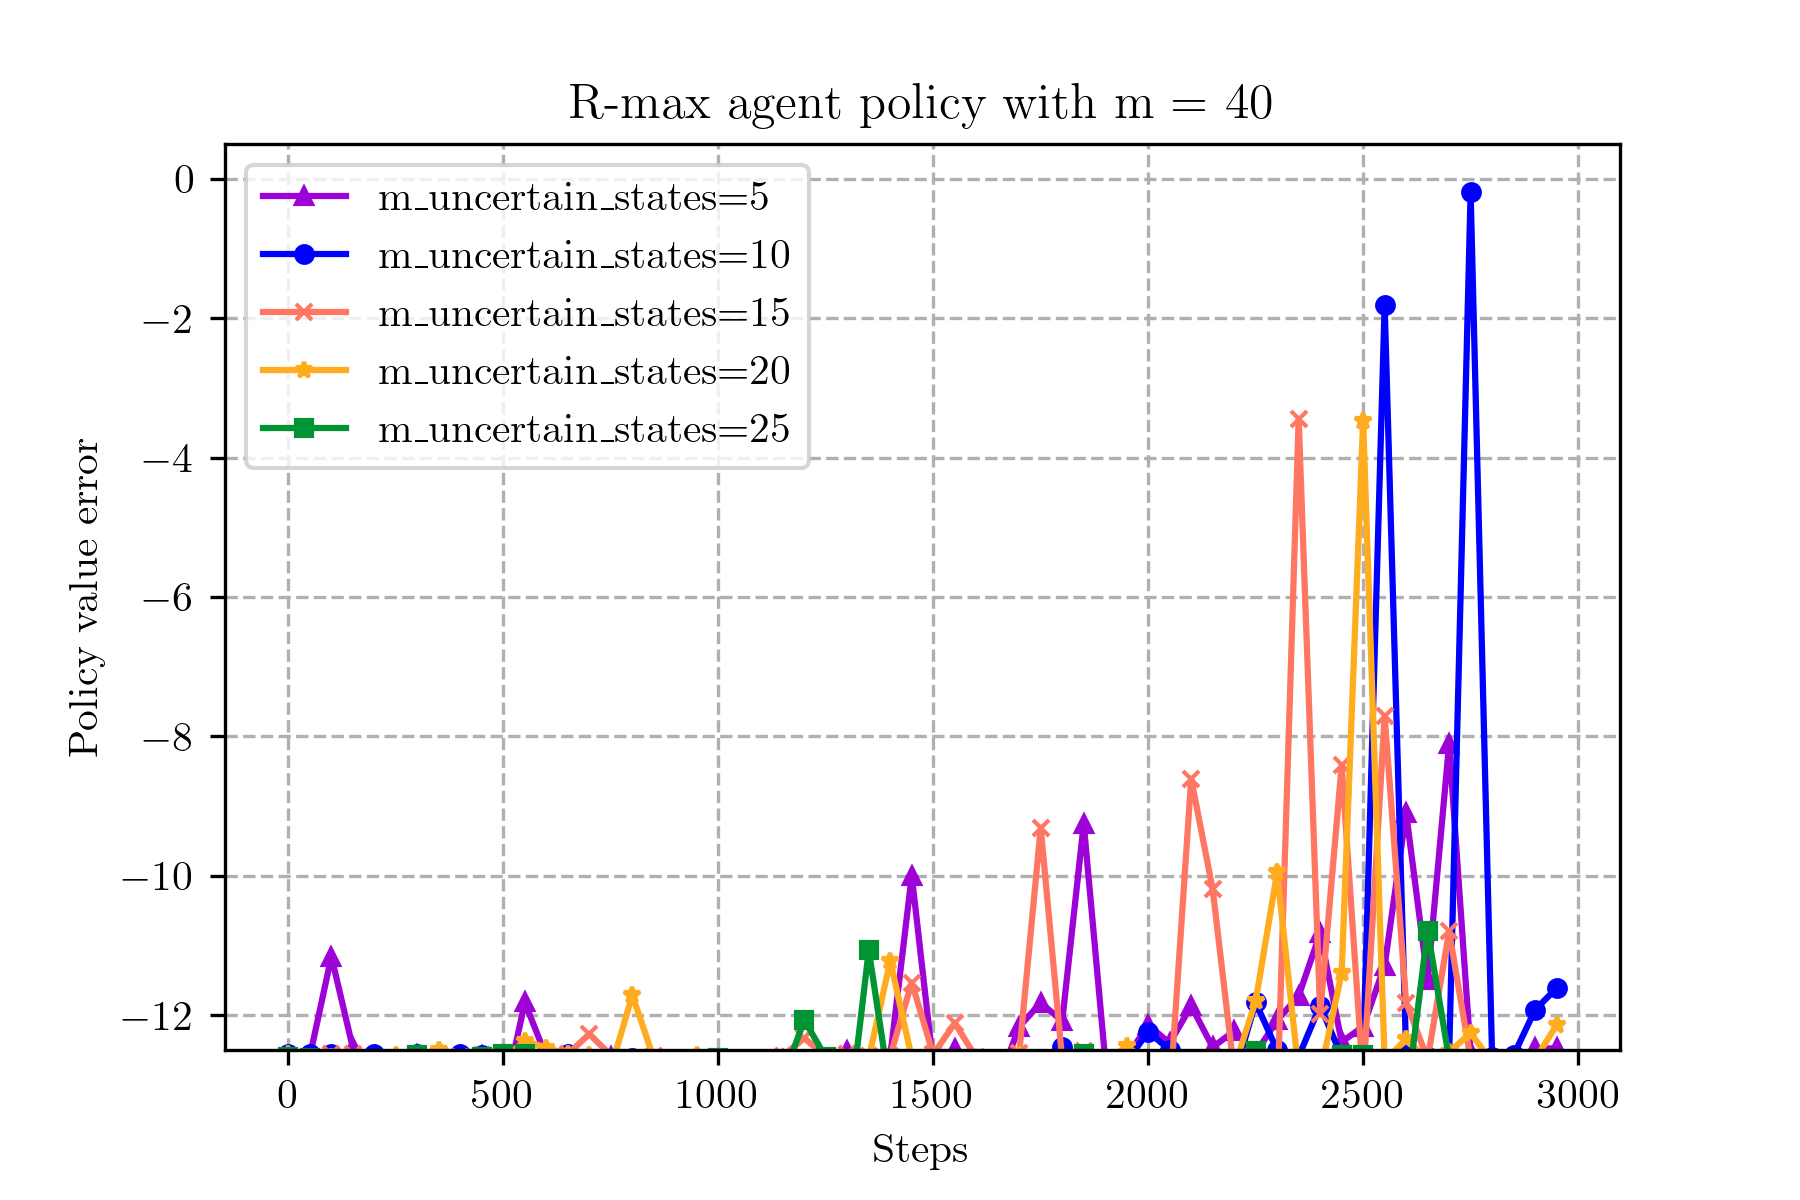 R-max agent policy with m = 40
Policy value error
0
−2
−4
−6
−8
−10
−12
m_uncertain_states=5
m_uncertain_states=10
m_uncertain_states=15
m_uncertain_states=20
m_uncertain_states=25
0 500 1000 1500 2000 2500 3000
Steps